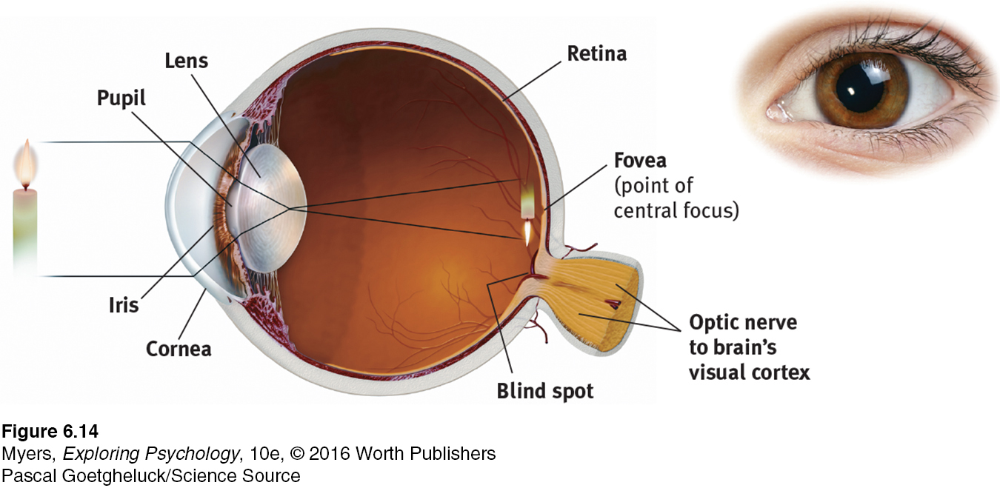 Lens
Retina
Pupil
Fovea
(point of
central focus)
Iris
Cornea
Optic nerve
to brain's
visual cortex
Blind spot
Figure 6.14
Myers, Exploring Psychology, 10e, © 2016 Worth Publishers
Pascal Goetgheluck/Science Source